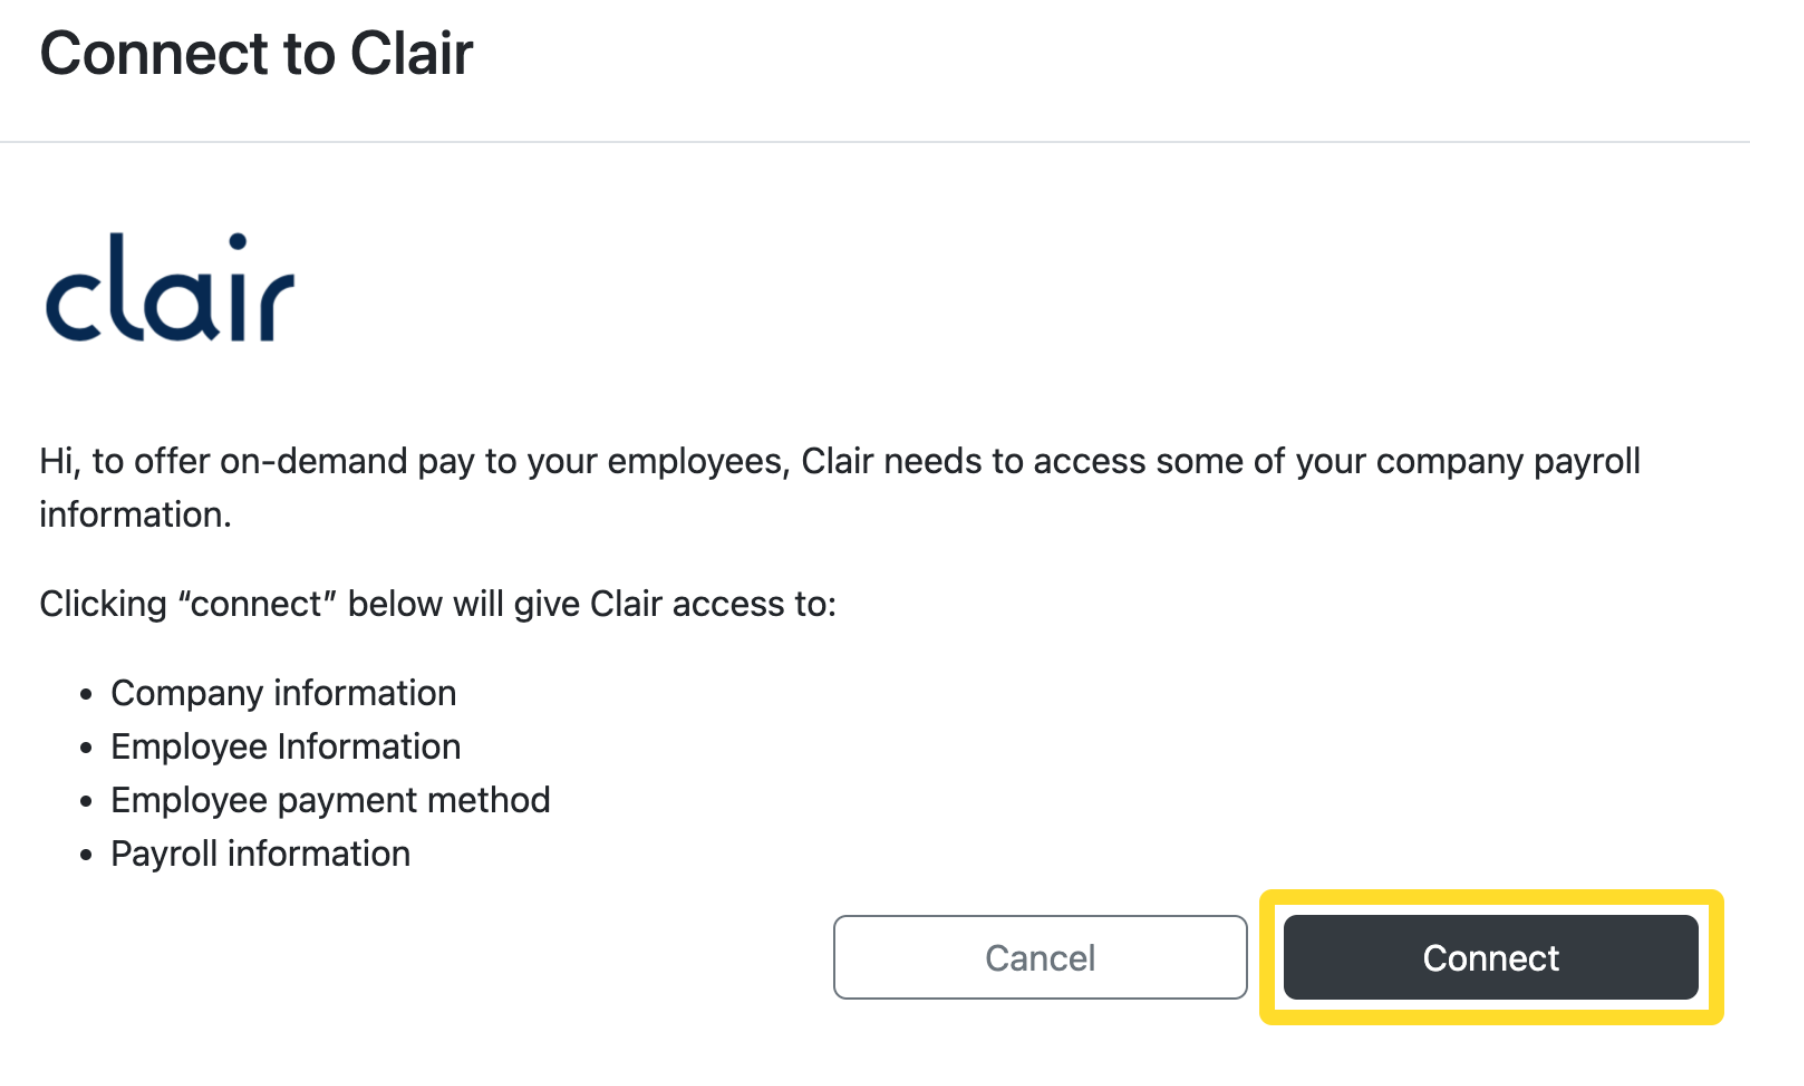 Connect to Clair
clair
Hi, to offer on-demand pay to your employees, Clair needs to access some of your company payroll
information.
Clicking “connect” below will give Clair access to:
• Company information
• Employee Information
• Employee payment method
• Payroll information
Cancel
Connect